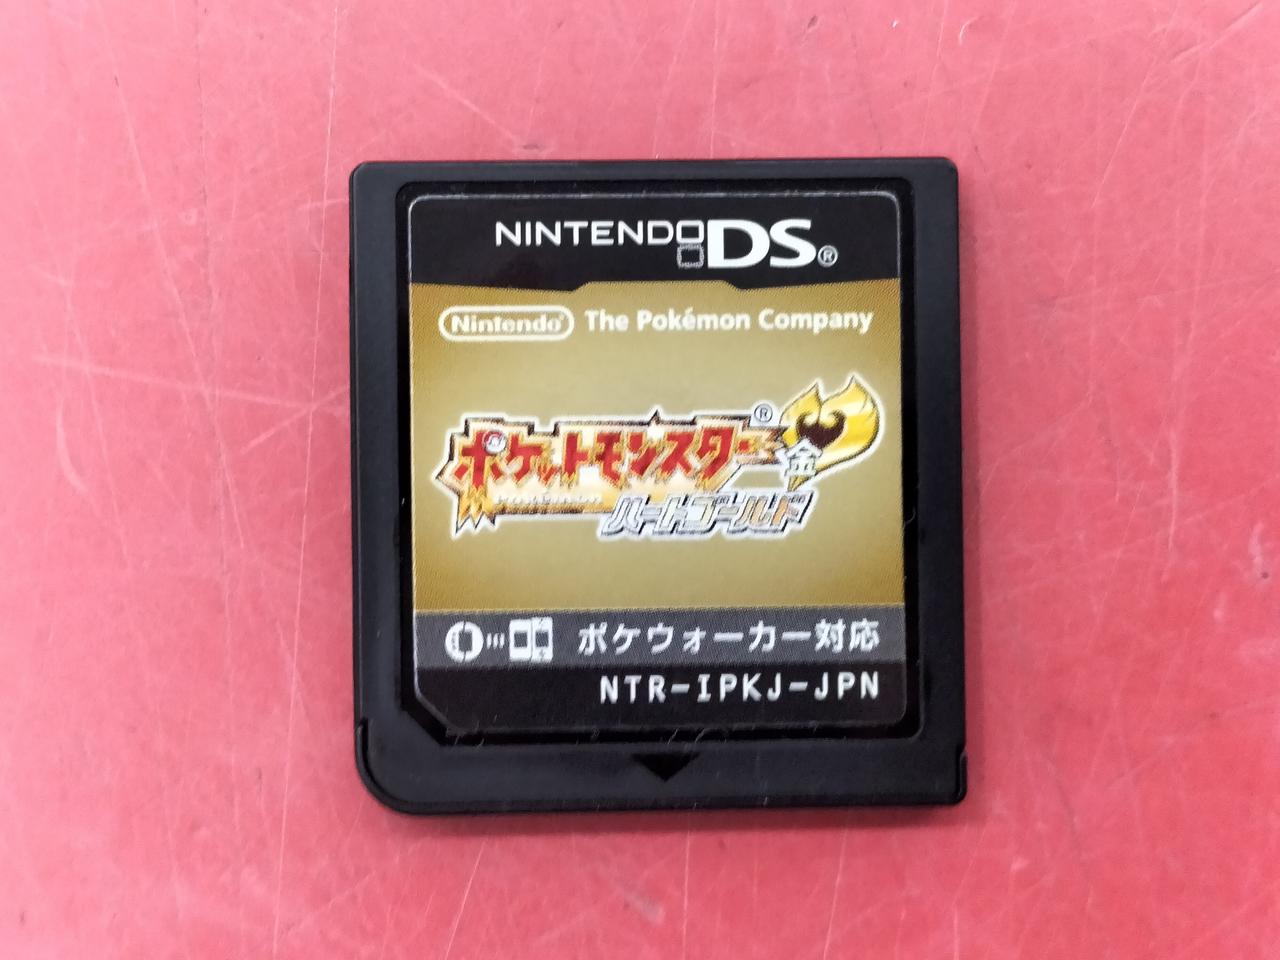 NINTENDO DS®
Nintendo® The Pokémon Company
ポケットモンスター®
金
ハートゴールド
ポケウォーカー対応
NTR-IPKJ-JPN